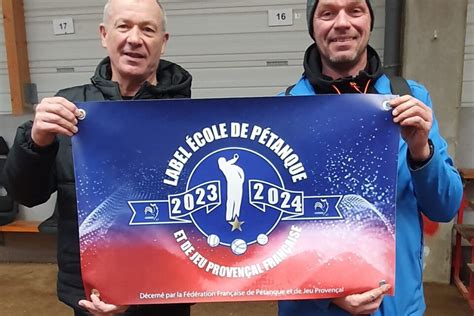 17
16
LABEL ÉCOLE DE PÉTANQUE
2023 2024
ET DE JEU PROVENÇAL FRANÇAISE
Décerné par la Fédération Française de Pétanque et de Jeu Provençal